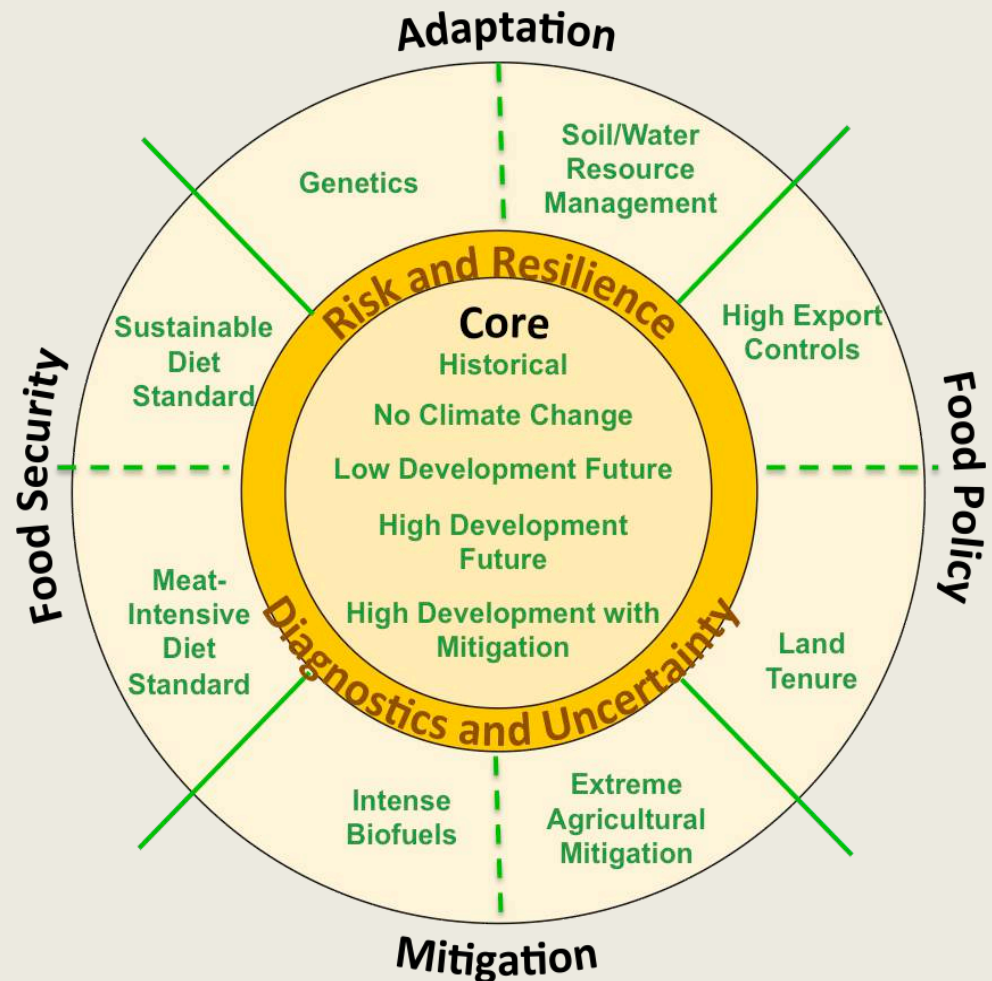 Adaptation
Genetics
Soil/Water
Resource
Management
Risk and Resilience
Sustainable
Diet
Standard
High Export
Controls
Core
Historical
No Climate Change
Low Development Future
High Development
Future
High Development with
Mitigation
Food Security
Food Policy
Meat-
Intensive
Diet
Standard
Land
Tenure
Diagnostics and Uncertainty
Intense
Biofuels
Extreme
Agricultural
Mitigation
Mitigation